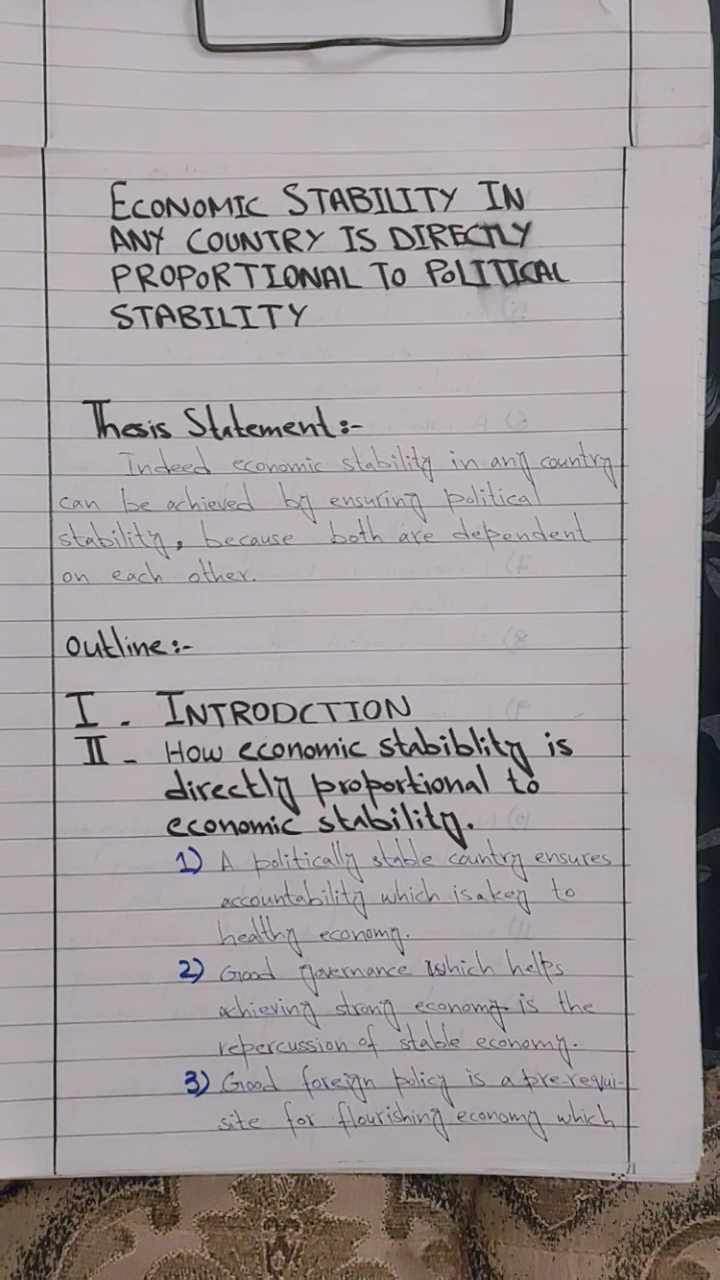 ECONOMIC STABILITY IN
ANY COUNTRY IS DIRECTLY
PROPORTIONAL TO POLITICAL
STABILITY
Thesis Statement:-
Indeed economic stability in any country
can be achieved by ensuring political
stability, because both are dependent
on each other.
Outline:-
I. INTRODCTION
II- How economic stabiblity is
directly proportional to
economic stability.
1) A politically stable country ensures
accountability which is a key to
healthy economy.
2) Good governance which helps
achieving strong economy is the
repercussion of stable economy.
3) Good foreign policy is a pre-requi-
site for flourishing economy which